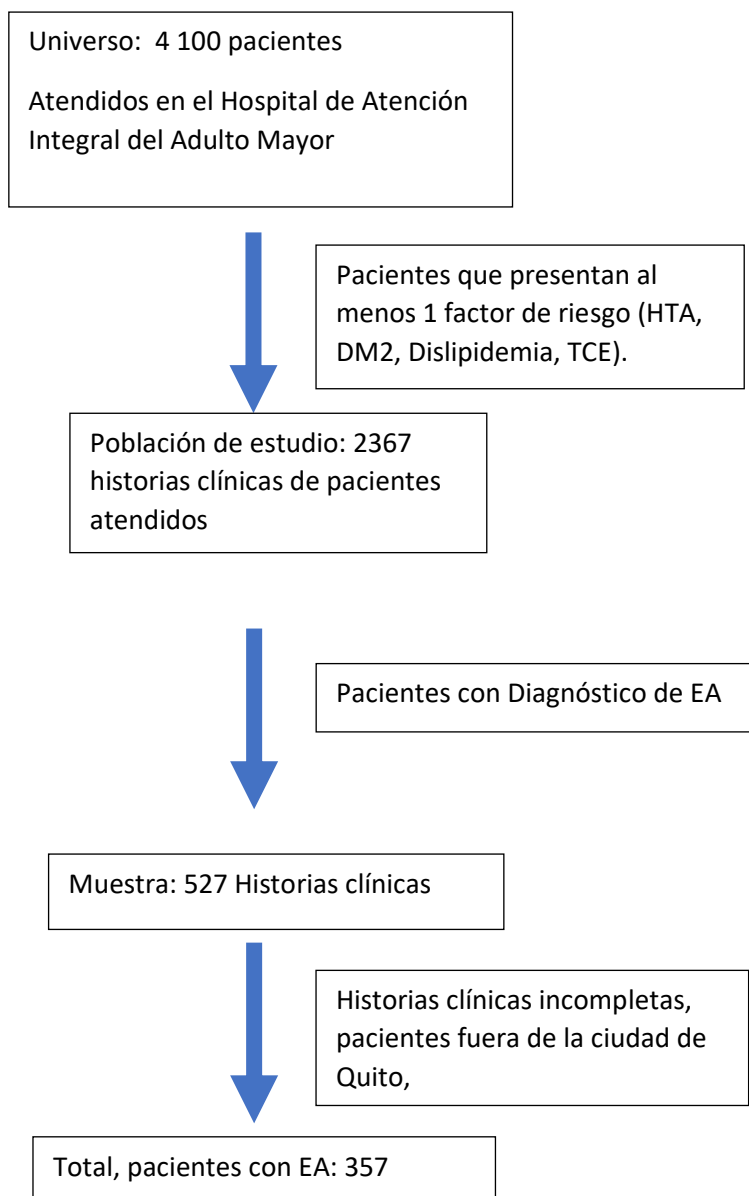 Universo: 4 100 pacientes
Atendidos en el Hospital de Atención
Integral del Adulto Mayor
Pacientes que presentan al
menos 1 factor de riesgo (HTA,
DM2, Dislipidemia, TCE).
Población de estudio: 2367
historias clínicas de pacientes
atendidos
Pacientes con Diagnóstico de EA
Muestra: 527 Historias clínicas
Historias clínicas incompletas,
pacientes fuera de la ciudad de
Quito,
Total, pacientes con EA: 357